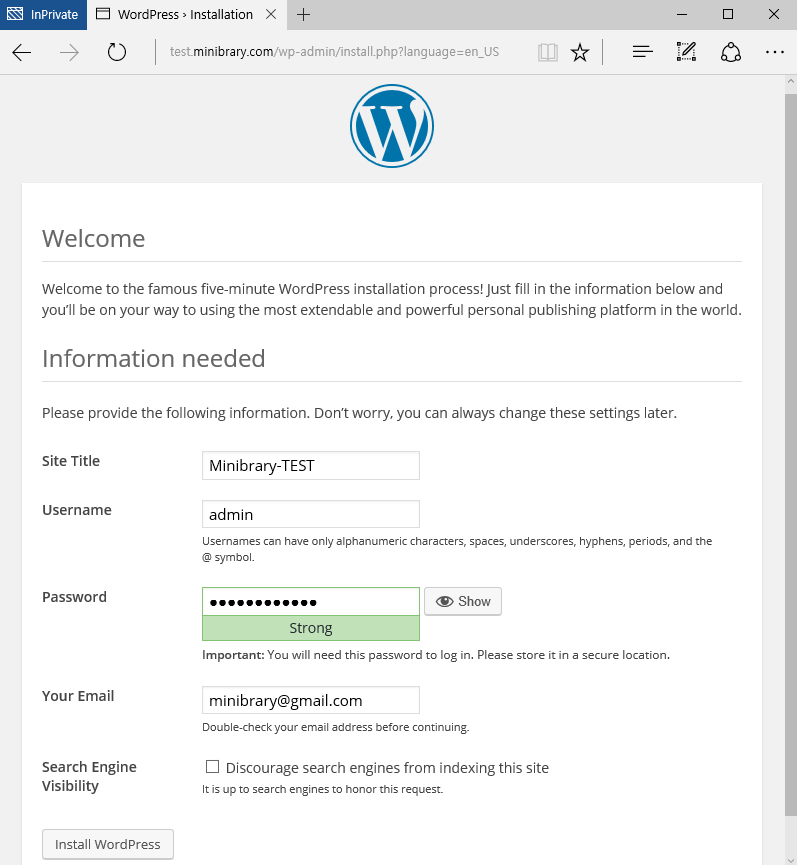 InPrivate
WordPress › Installation
test.minibrary.com/wp-admin/install.php?language=en_US
Welcome
Welcome to the famous five-minute WordPress installation process! Just fill in the information below and
you’ll be on your way to using the most extendable and powerful personal publishing platform in the world.
Information needed
Please provide the following information. Don’t worry, you can always change these settings later.
Site Title
Minibrary-TEST
Username
admin
Usernames can have only alphanumeric characters, spaces, underscores, hyphens, periods, and the
@ symbol.
Password
●●●●●●●●●●●●
Show
Strong
Important: You will need this password to log in. Please store it in a secure location.
Your Email
minibrary@gmail.com
Double-check your email address before continuing.
Search Engine
Visibility
Discourage search engines from indexing this site
It is up to search engines to honor this request.
Install WordPress